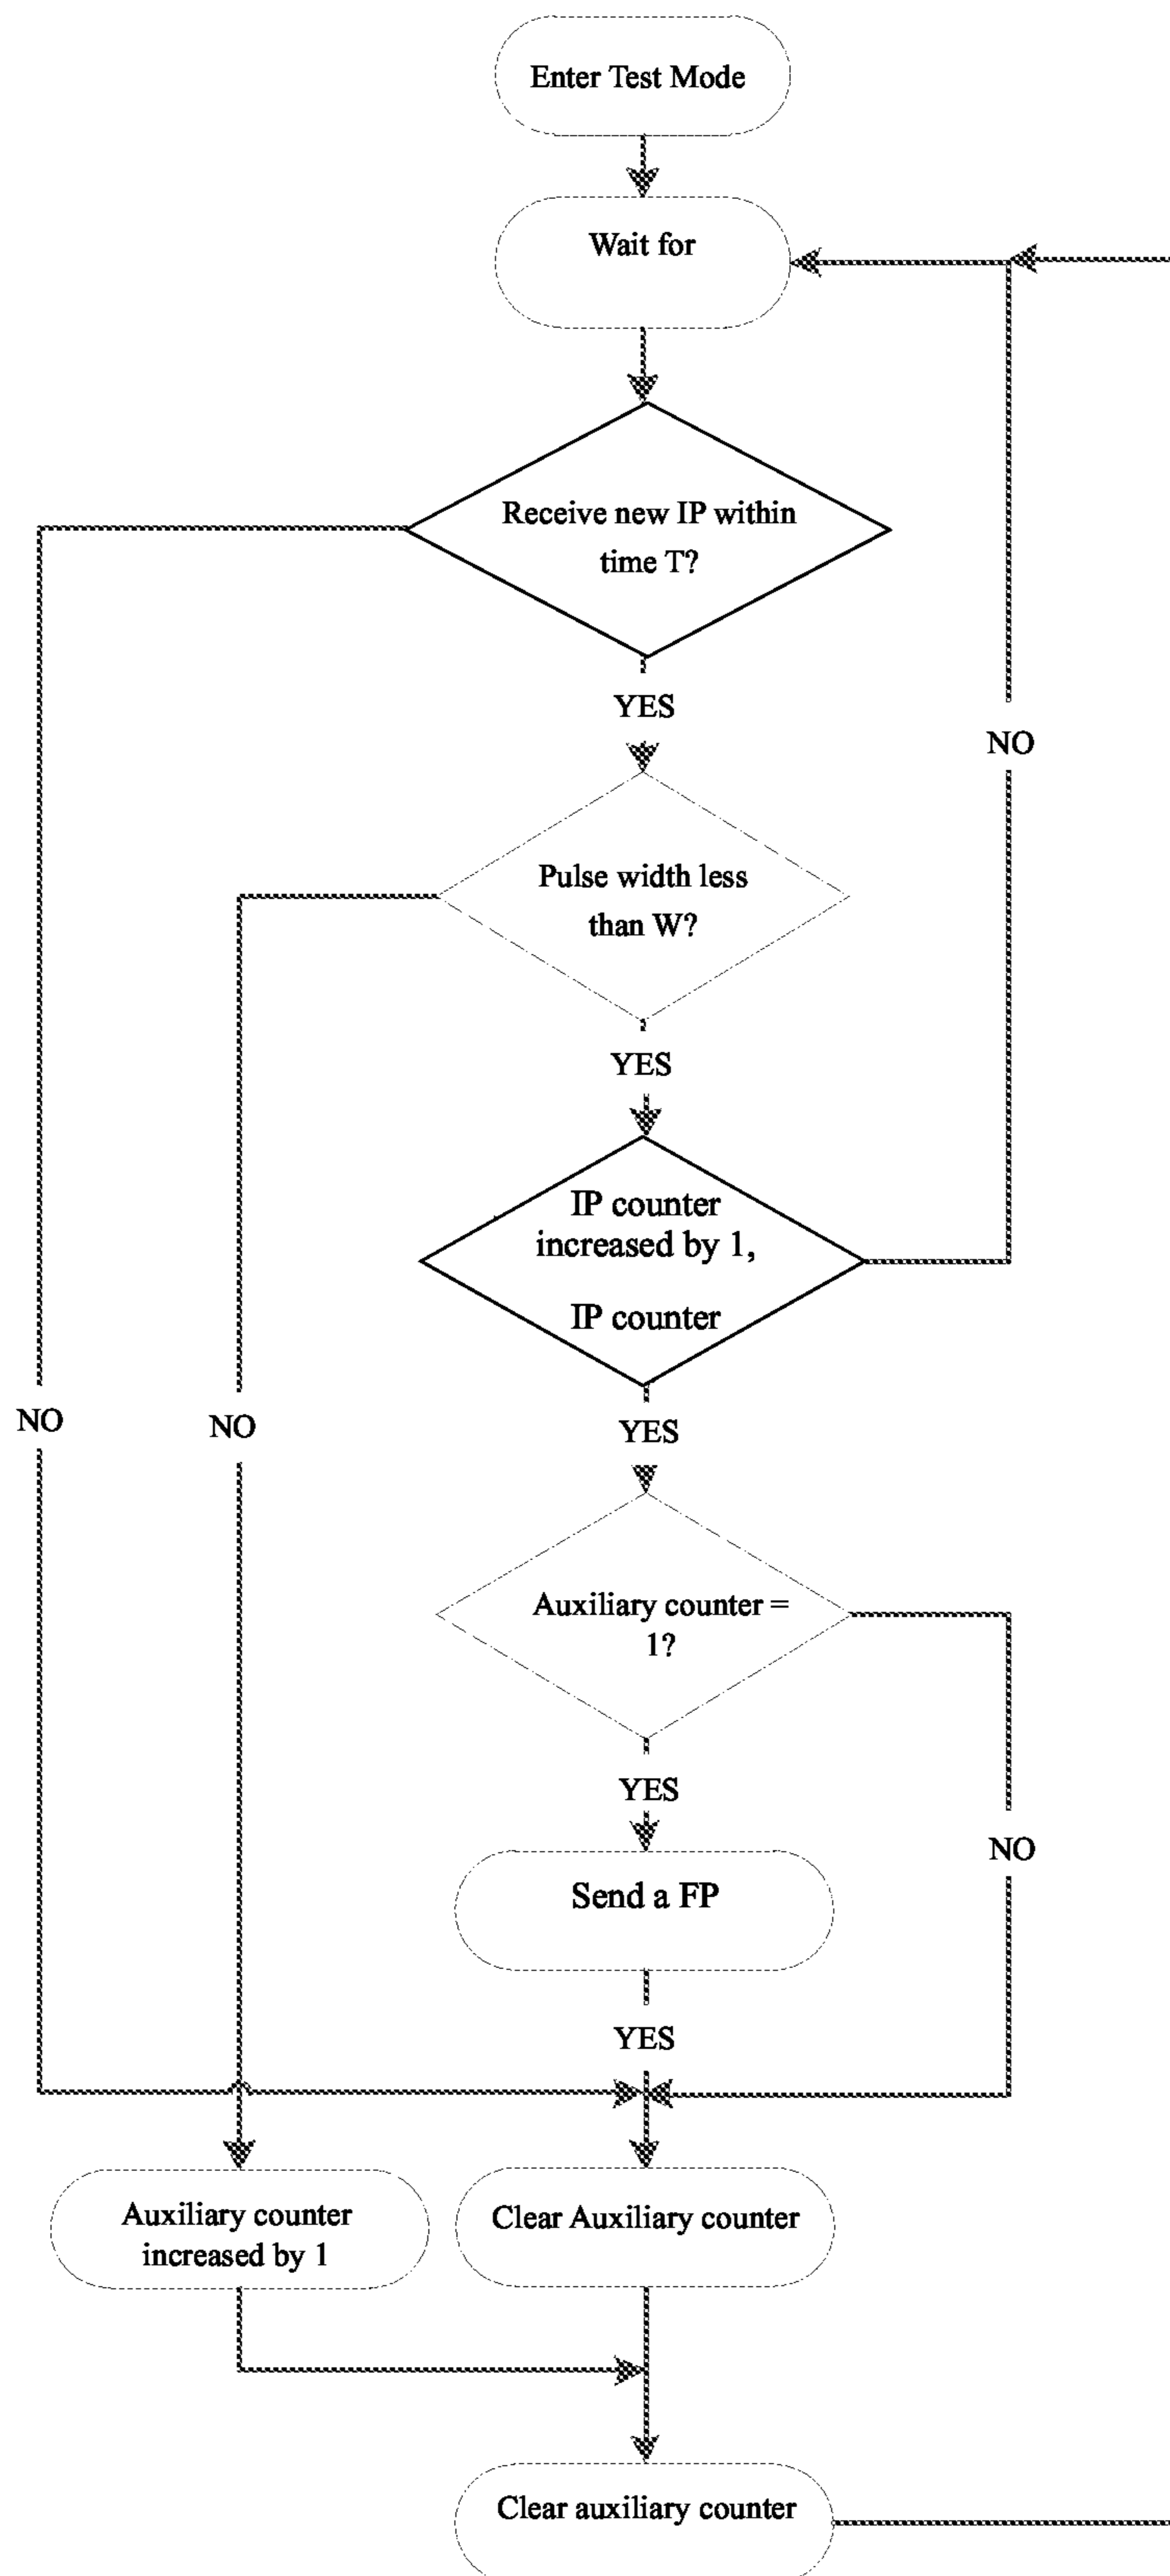 Enter Test Mode
Wait for
Receive new IP within
time T?
YES
NO
Pulse width less
than W?
YES
IP counter
increased by 1,
IP counter
NO
NO
YES
Auxiliary counter =
1?
YES
NO
Send a FP
YES
Auxiliary counter
increased by 1
Clear Auxiliary counter
Clear auxiliary counter